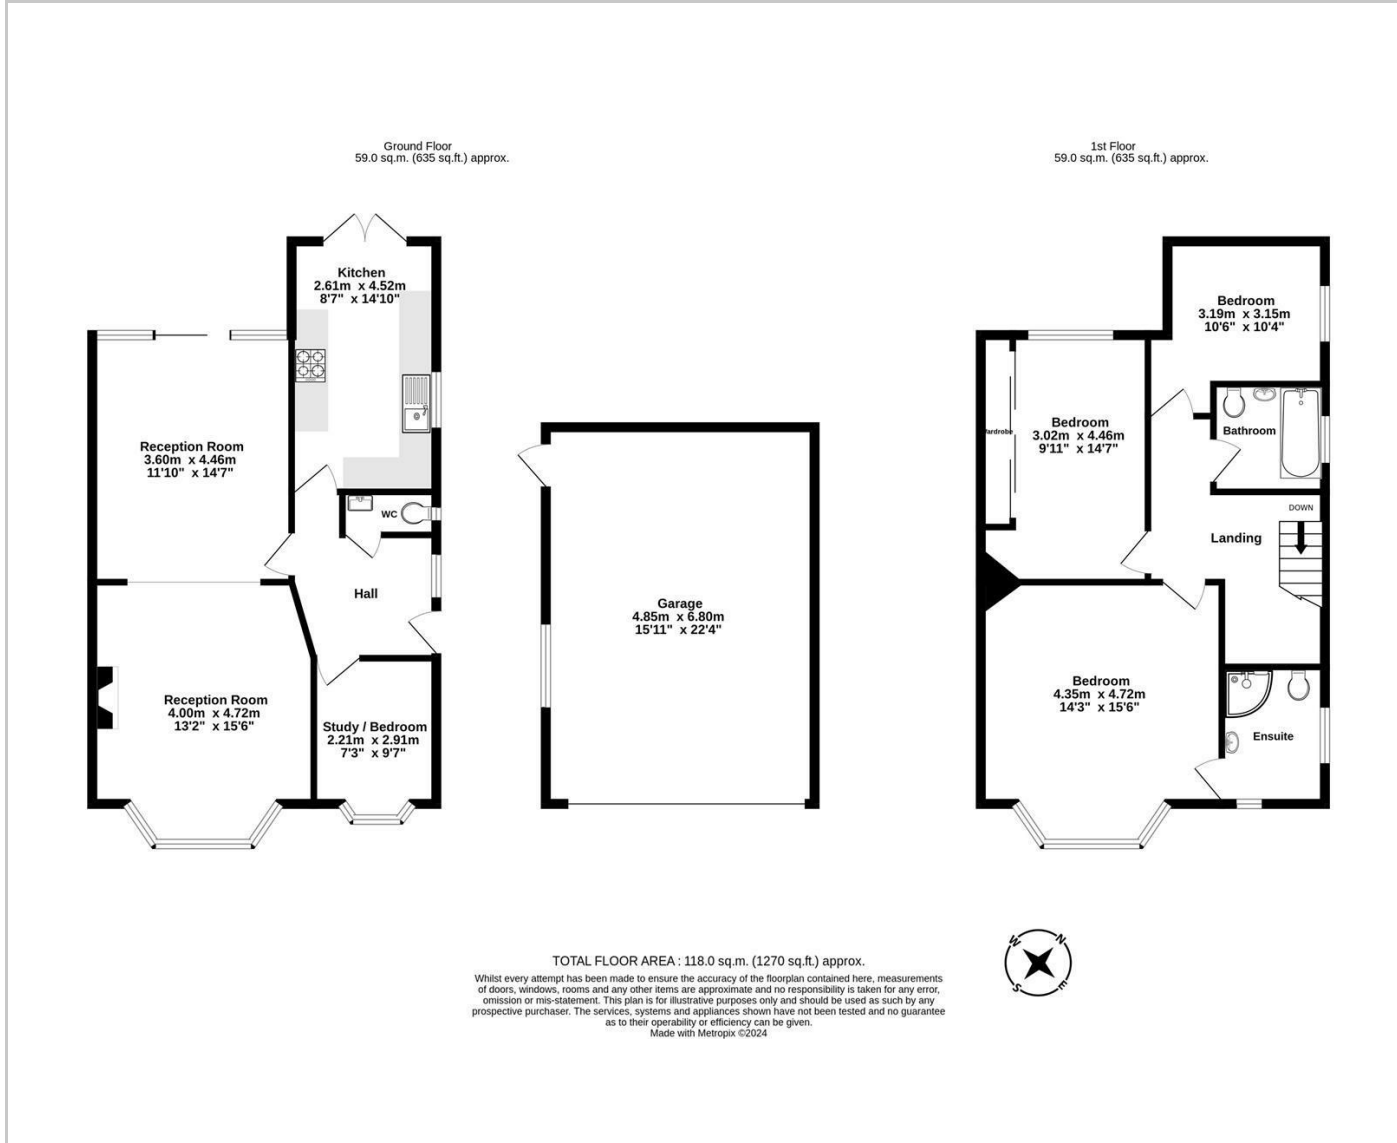 Ground Floor
59.0 sq.m. (635 sq.ft.) approx.
1st Floor
59.0 sq.m. (635 sq.ft.) approx.
Kitchen
2.61m x 4.52m
8'7" x 14'10"
Reception Room
3.60m x 4.46m
11'10" x 14'7"
WC
Hall
Reception Room
4.00m x 4.72m
13'2" x 15'6"
Study / Bedroom
2.21m x 2.91m
7'3" x 9'7"
Garage
4.85m x 6.80m
15'11" x 22'4"
Bedroom
3.19m x 3.15m
10'6" x 10'4"
Bedroom
3.02m x 4.46m
9'11" x 14'7"
Wardrobe
Bathroom
DOWN
Landing
Bedroom
4.35m x 4.72m
14'3" x 15'6"
Ensuite
W N
S E
TOTAL FLOOR AREA : 118.0 sq.m. (1270 sq.ft.) approx.
Whilst every attempt has been made to ensure the accuracy of the floorplan contained here, measurements
of doors, windows, rooms and any other items are approximate and no responsibility is taken for any error,
omission or mis-statement. This plan is for illustrative purposes only and should be used as such by any
prospective purchaser. The services, systems and appliances shown have not been tested and no guarantee
as to their operability or efficiency can be given.
Made with Metropix ©2024